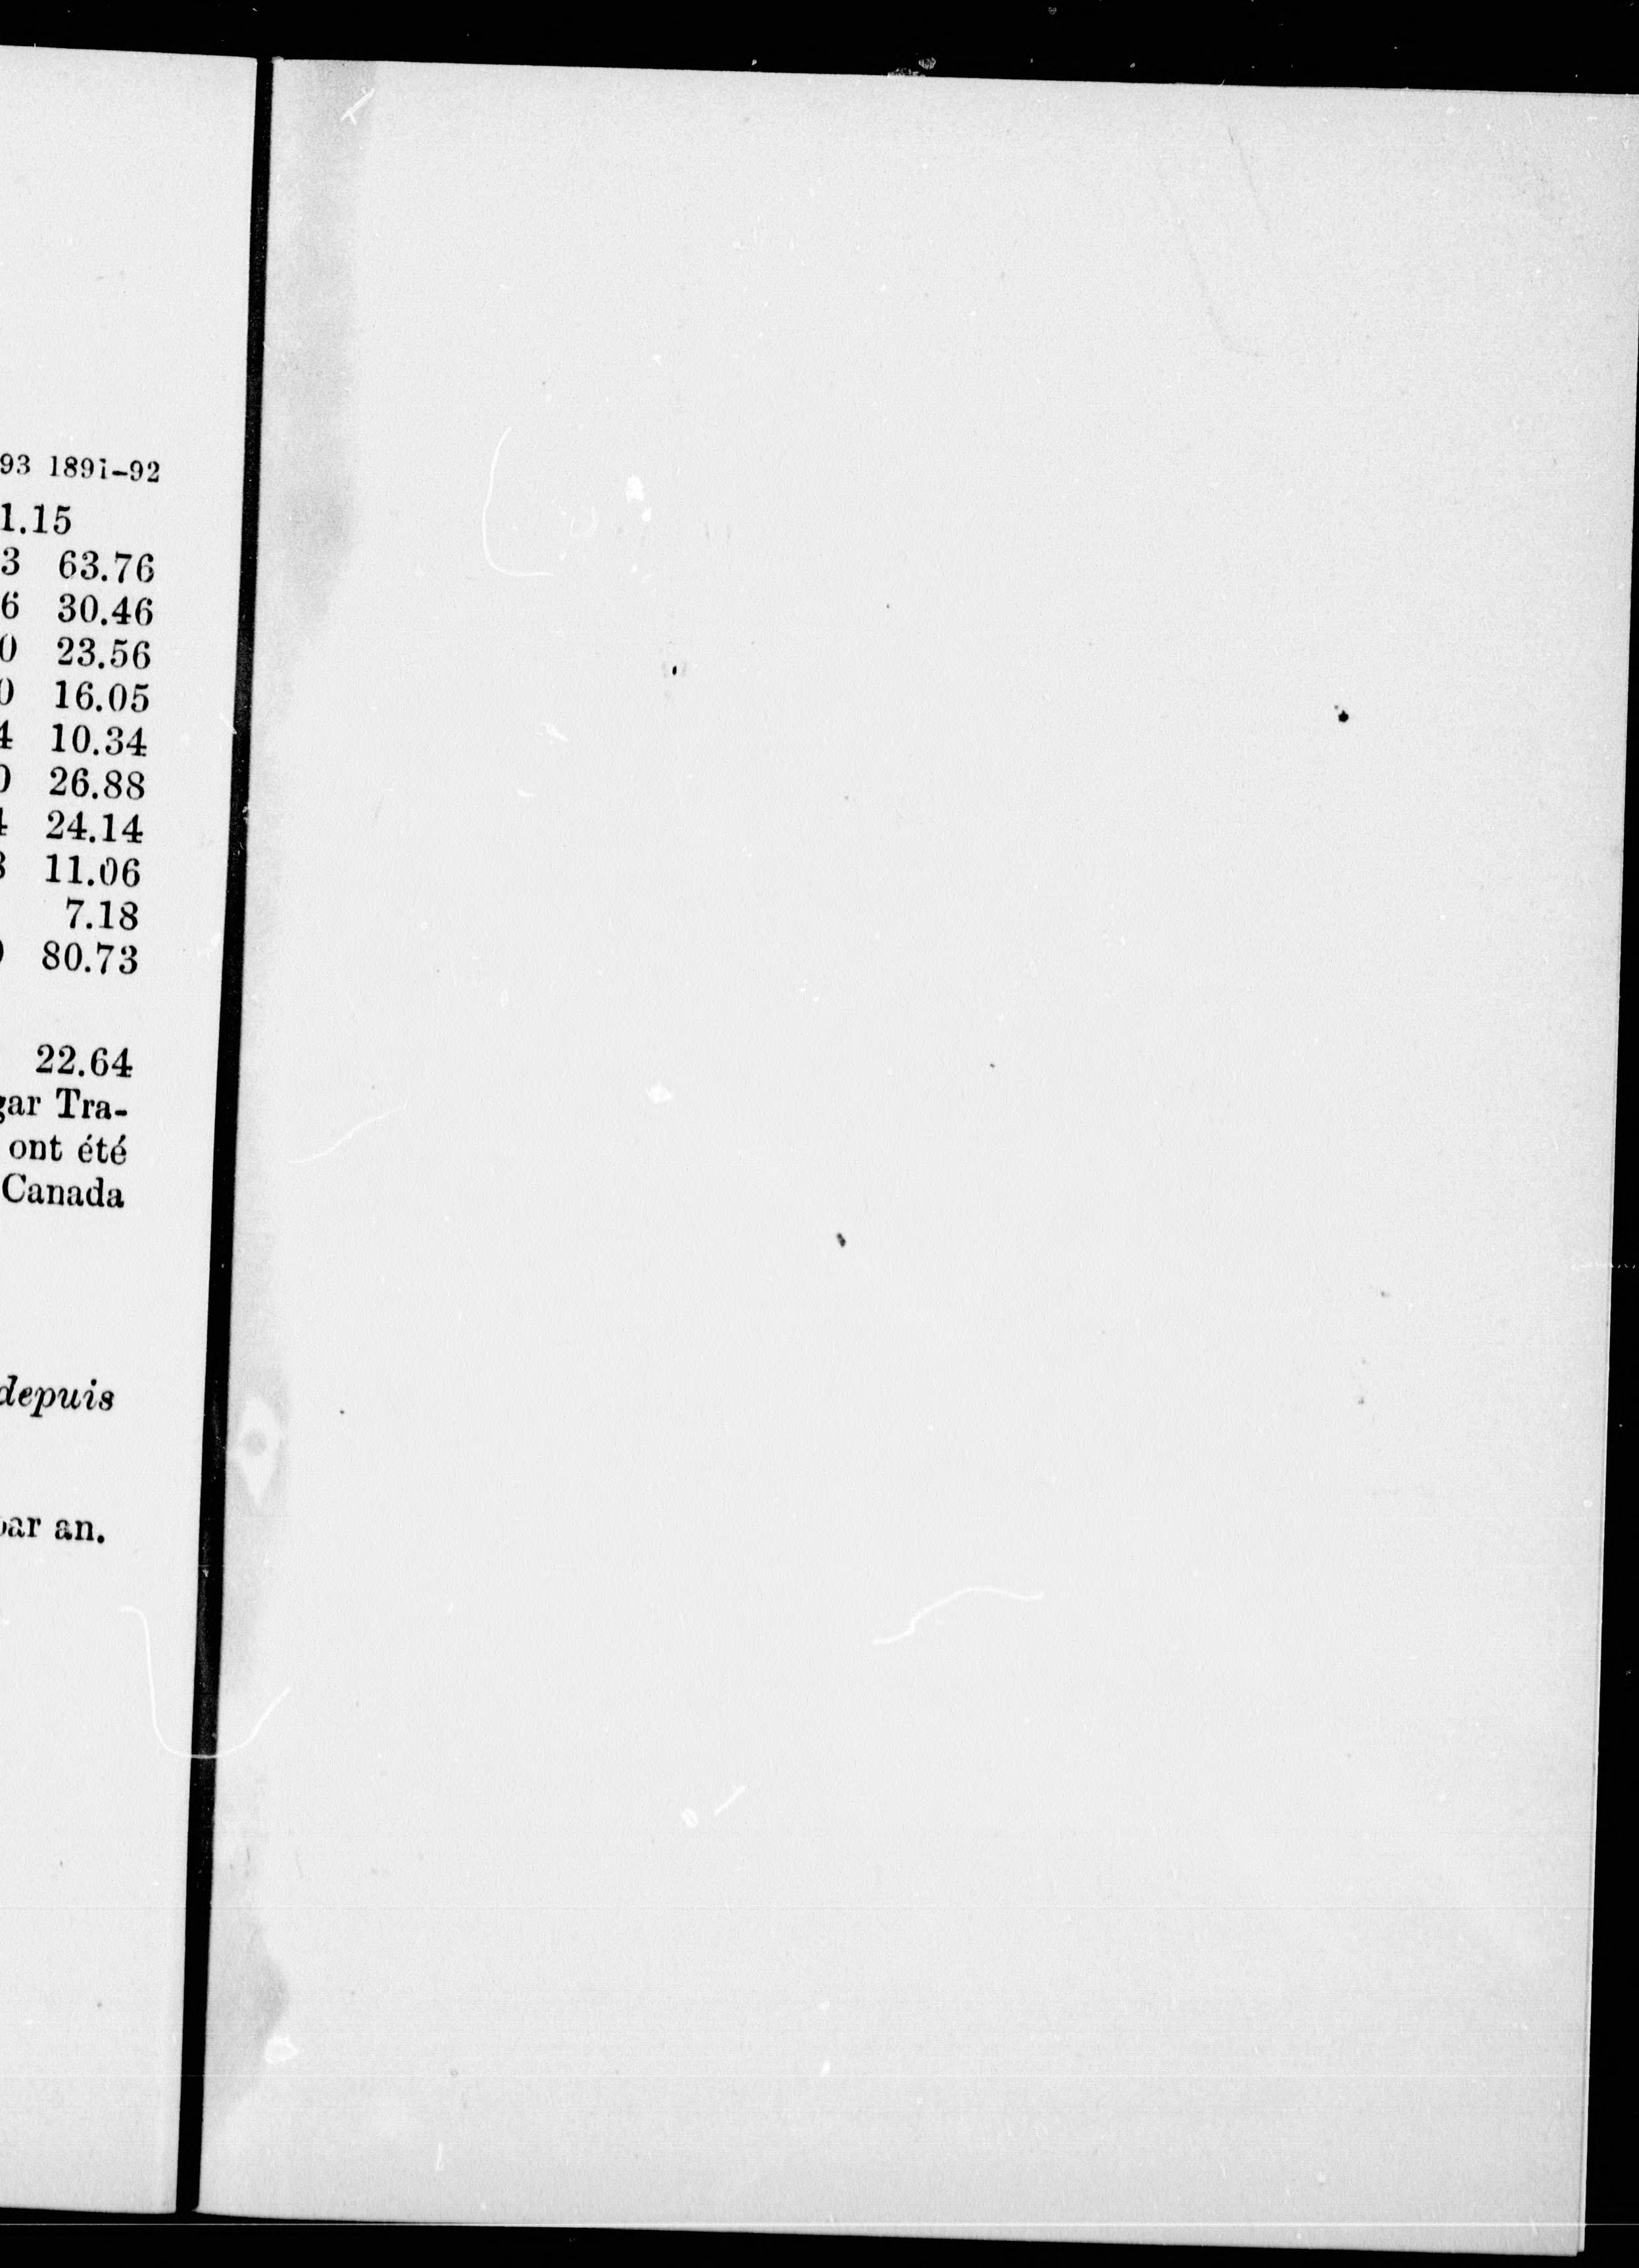 93 1891-92
1.15
3 63.76
6 30.46
0 23.56
0 16.05
4 10.34
0 26.88
4 24.14
8 11.06
7.18
80.73
22.64
gar Tra-
ont été
Canada
depuis
par an.